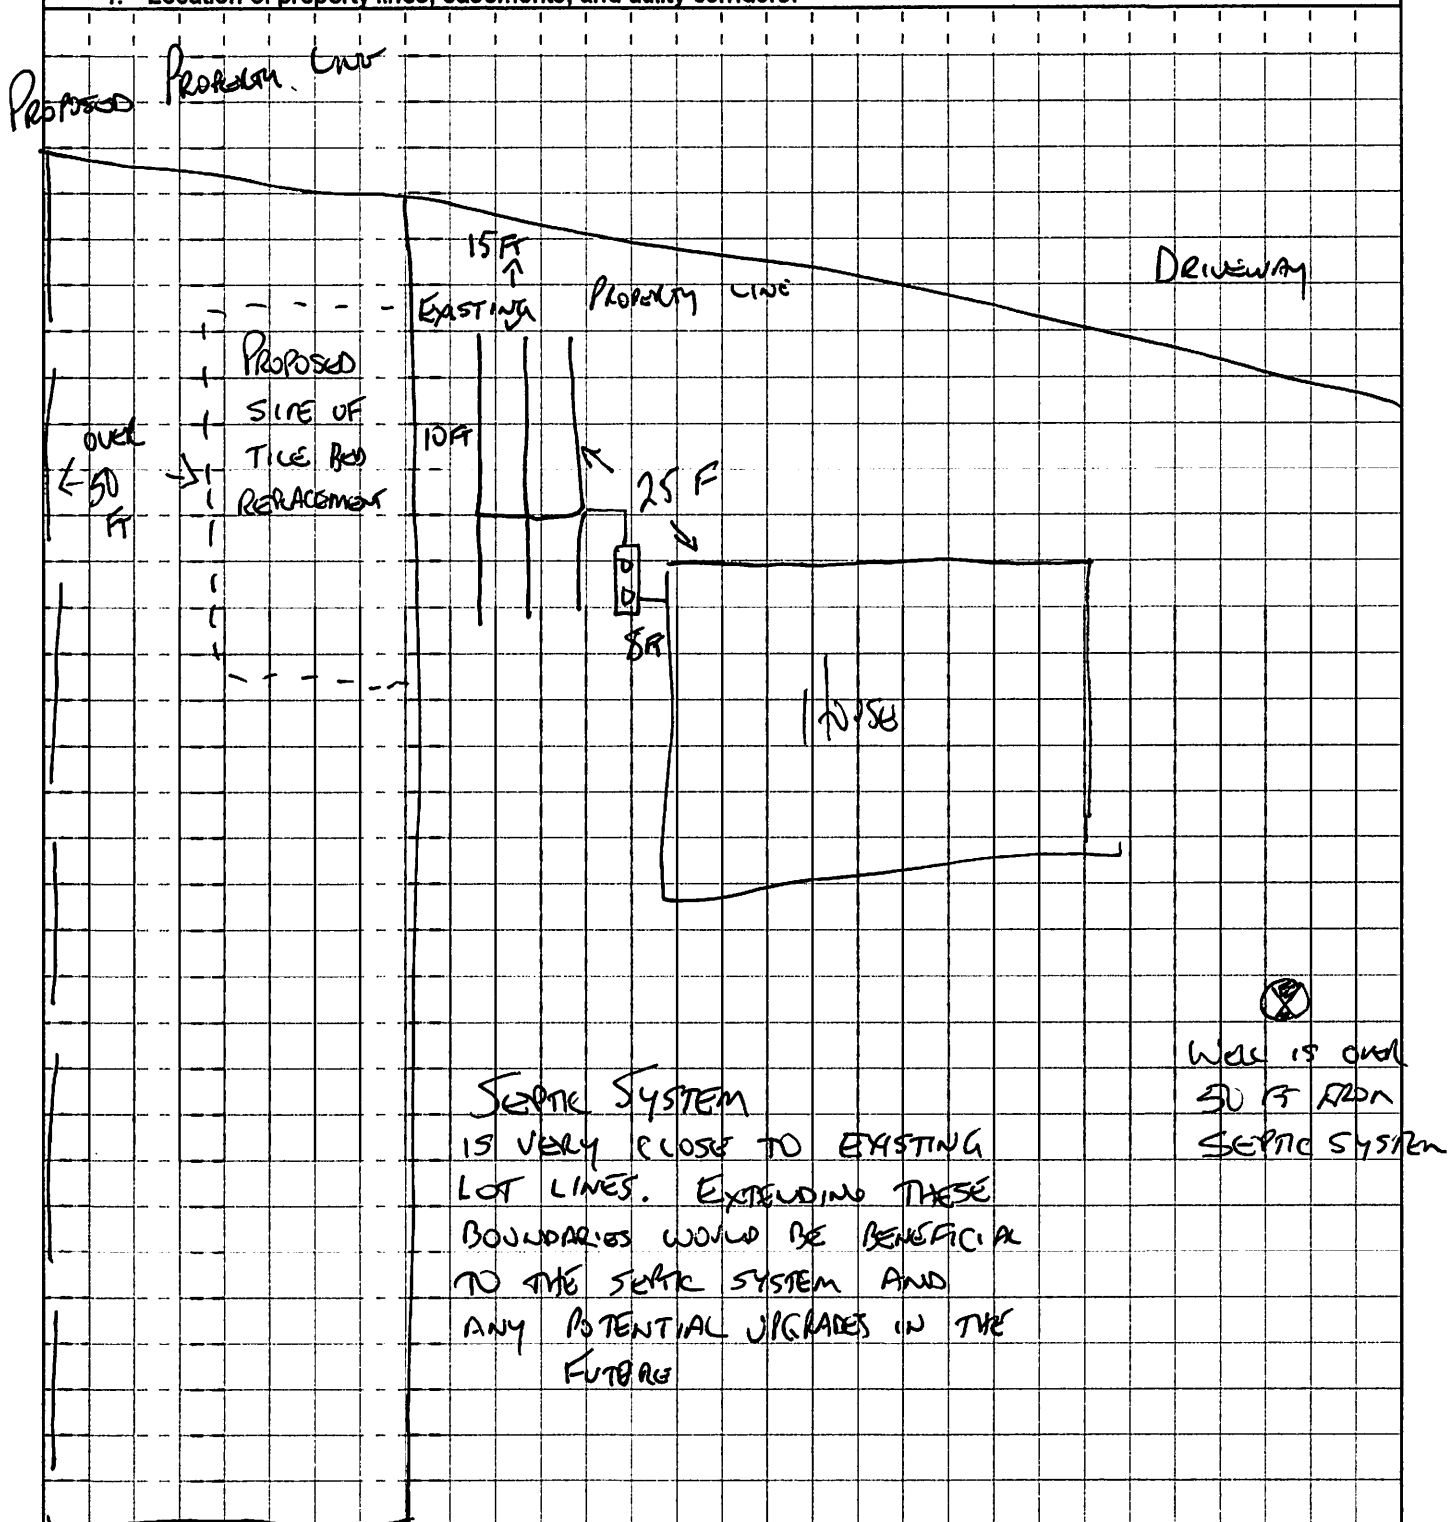 1. Location of property lines, easements, and utility corridors.
PROPOSED PROPERTY LINE
15 FT
EXISTING PROPERTY LINE
DRIVEWAY
PROPOSED
SITE OF
TILE BED
REPLACEMENT
OVER
50
FT
10 FT
25 F
8 FT
HOUSE
WELL IS OVER
50 FT FROM
SEPTIC SYSTEM
SEPTIC SYSTEM
IS VERY CLOSE TO EXISTING
LOT LINES. EXTENDING THESE
BOUNDARIES WOULD BE BENEFICIAL
TO THE SEPTIC SYSTEM AND
ANY POTENTIAL UPGRADES IN THE
FUTURE